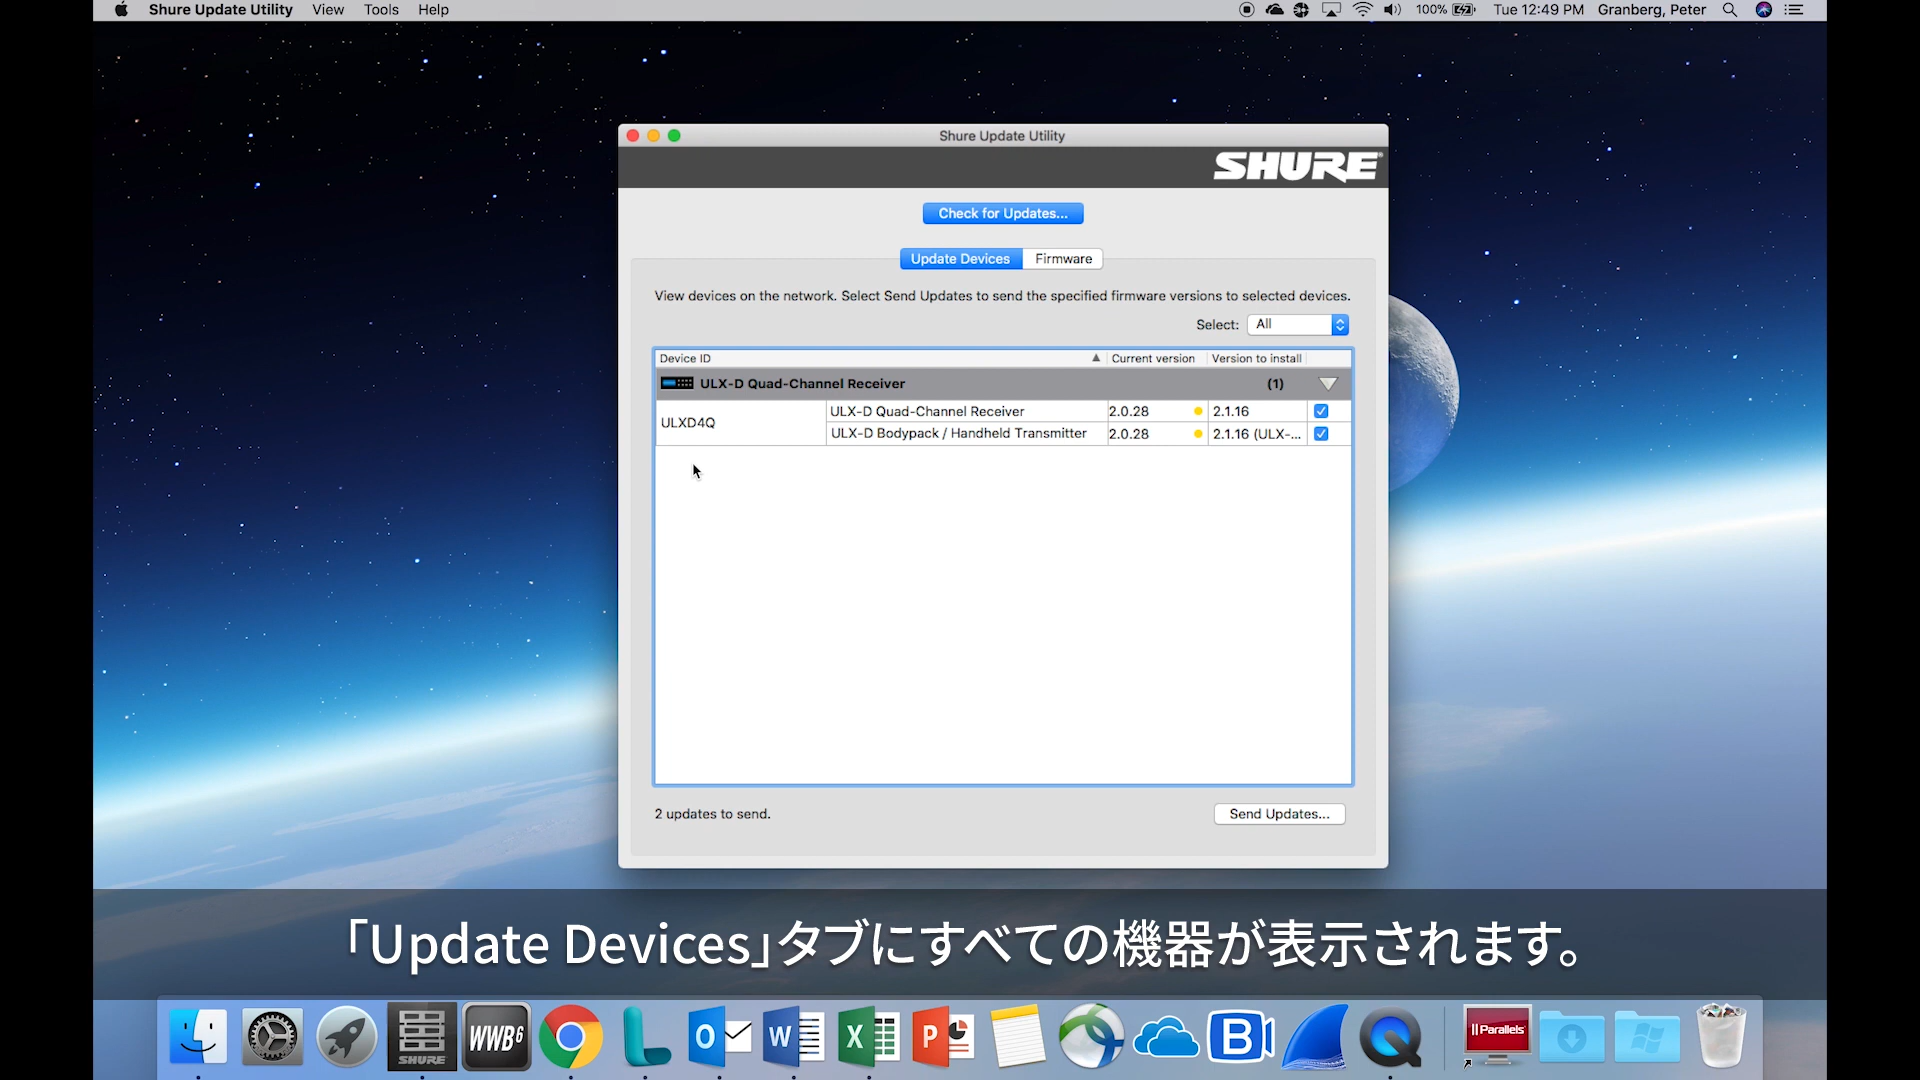 Shure Update Utility View Tools Help 100% Tue 12:49 PM Granberg, Peter
Shure Update Utility
SHURE
Check for Updates...
Update Devices Firmware
View devices on the network. Select Send Updates to send the specified firmware versions to selected devices.
Select: All
Device ID Current version Version to install
ULX-D Quad-Channel Receiver (1)
ULXD4Q
ULX-D Quad-Channel Receiver 2.0.28 2.1.16
ULX-D Bodypack / Handheld Transmitter 2.0.28 2.1.16 (ULX-...
2 updates to send. Send Updates...
「Update Devices」タブにすべての機器が表示されます。
SHURE WWB6 O W X P B Parallels